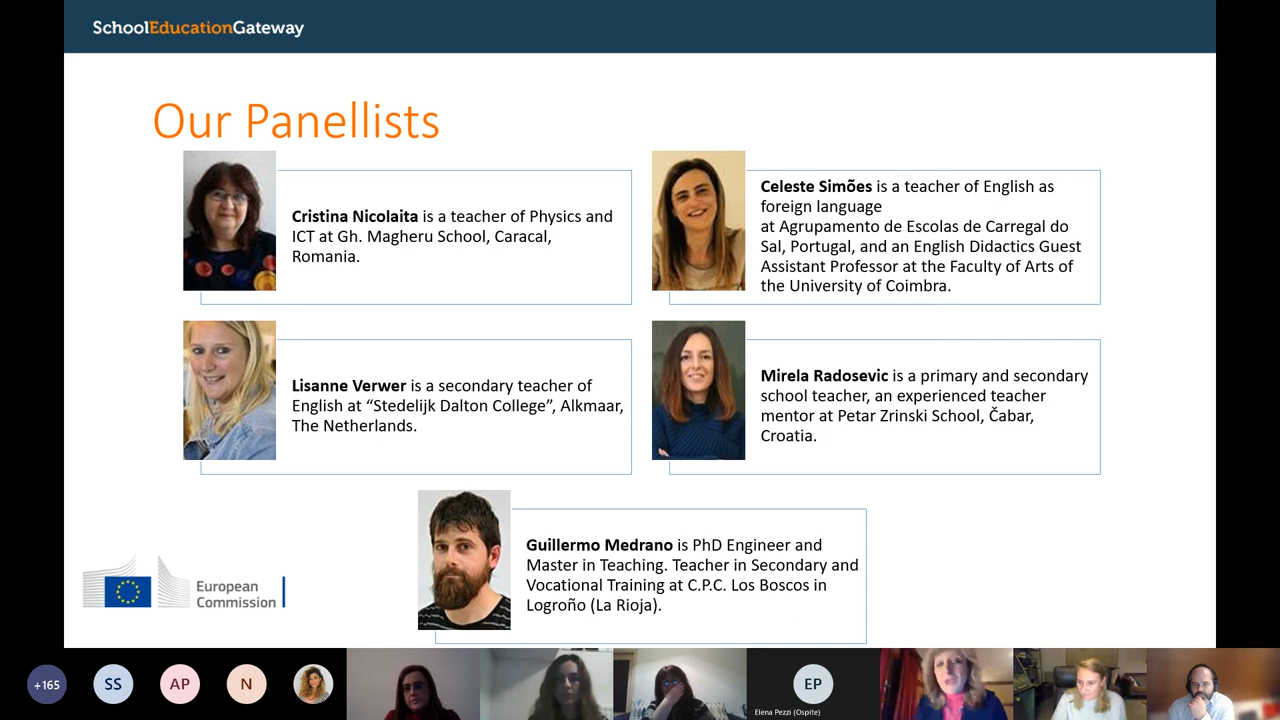 SchoolEducationGateway
Our Panellists
Cristina Nicolaita is a teacher of Physics and
ICT at Gh. Magheru School, Caracal,
Romania.
Celeste Simões is a teacher of English as
foreign language
at Agrupamento de Escolas de Carregal do
Sal, Portugal, and an English Didactics Guest
Assistant Professor at the Faculty of Arts of
the University of Coimbra.
Lisanne Verwer is a secondary teacher of
English at “Stedelijk Dalton College”, Alkmaar,
The Netherlands.
Mirela Radosevic is a primary and secondary
school teacher, an experienced teacher
mentor at Petar Zrinski School, Čabar,
Croatia.
Guillermo Medrano is PhD Engineer and
Master in Teaching. Teacher in Secondary and
Vocational Training at C.P.C. Los Boscos in
Logroño (La Rioja).
European
Commission
+165
SS
AP
N
EP
Elena Pezzi (Ospite)